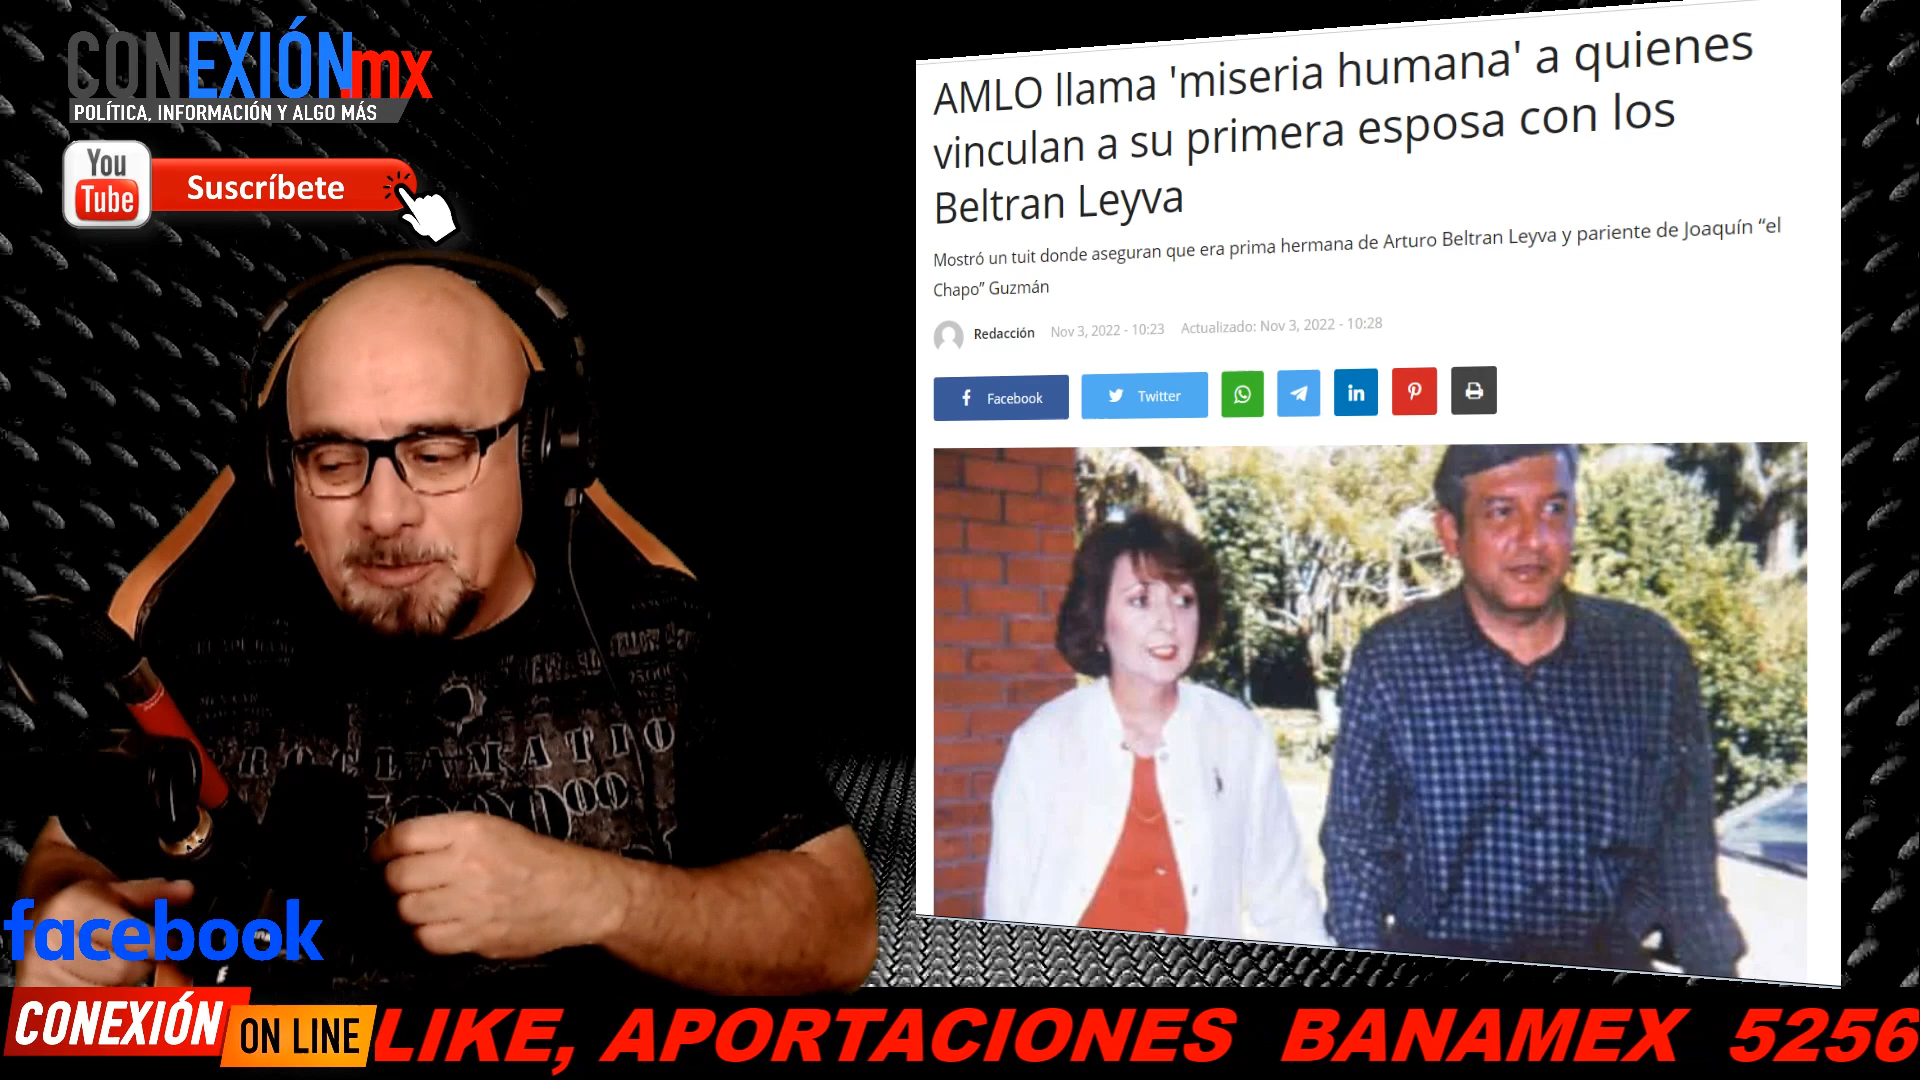 CONEXIÓN.mx
POLÍTICA, INFORMACIÓN Y ALGO MÁS
You
Tube
Suscríbete
AMLO llama 'miseria humana' a quienes
vinculan a su primera esposa con los
Beltran Leyva
Mostró un tuit donde aseguran que era prima hermana de Arturo Beltran Leyva y pariente de Joaquín “el
Chapo” Guzmán
Redacción Nov 3, 2022 - 10:23 Actualizado: Nov 3, 2022 - 10:28
Facebook
Twitter
in
facebook
CONEXIÓN
ON LINE
LIKE, APORTACIONES BANAMEX 5256